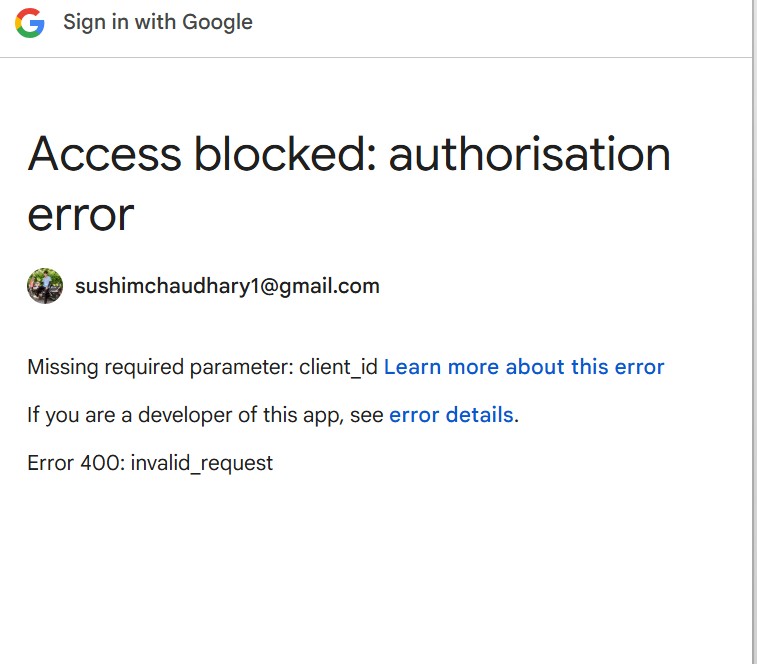 Sign in with Google
Access blocked: authorisation
error
sushimchaudhary1@gmail.com
Missing required parameter: client_id Learn more about this error
If you are a developer of this app, see error details.
Error 400: invalid_request